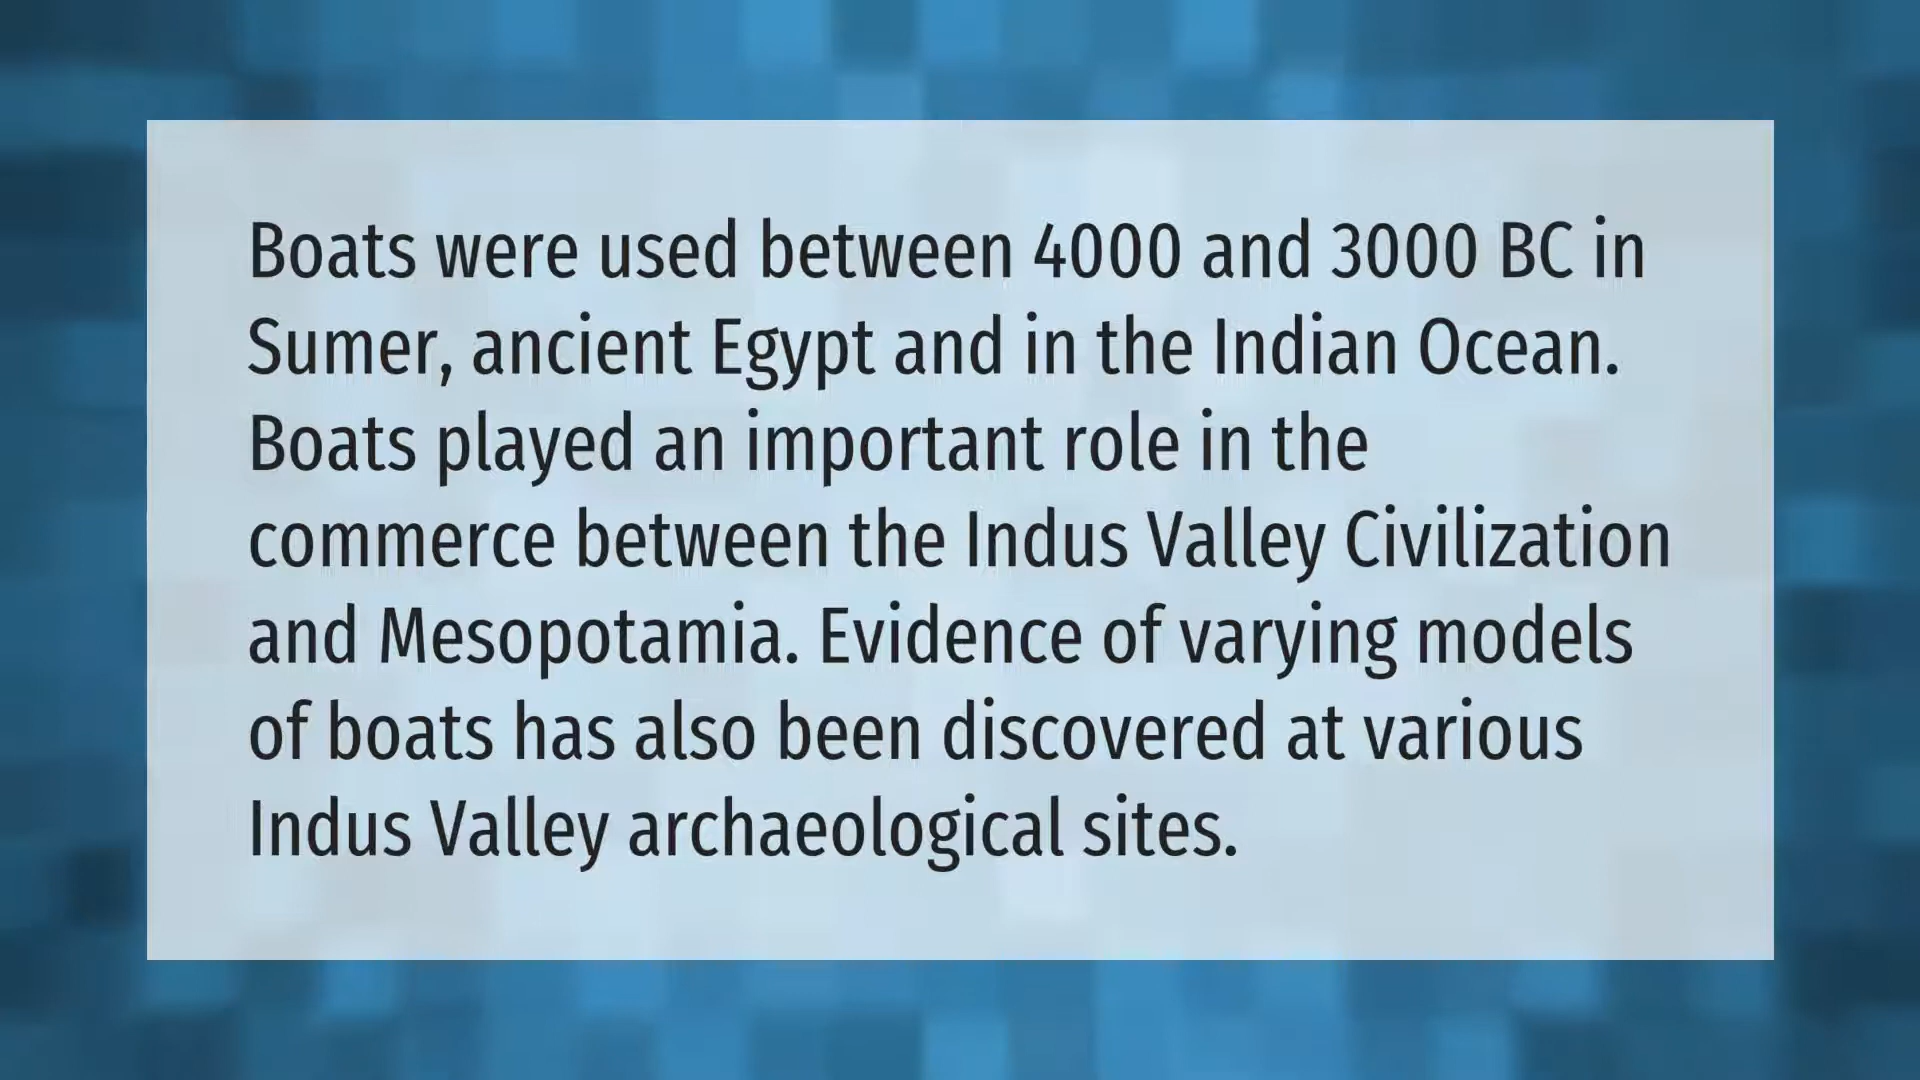 Boats were used between 4000 and 3000 BC in
Sumer, ancient Egypt and in the Indian Ocean.
Boats played an important role in the
commerce between the Indus Valley Civilization
and Mesopotamia. Evidence of varying models
of boats has also been discovered at various
Indus Valley archaeological sites.